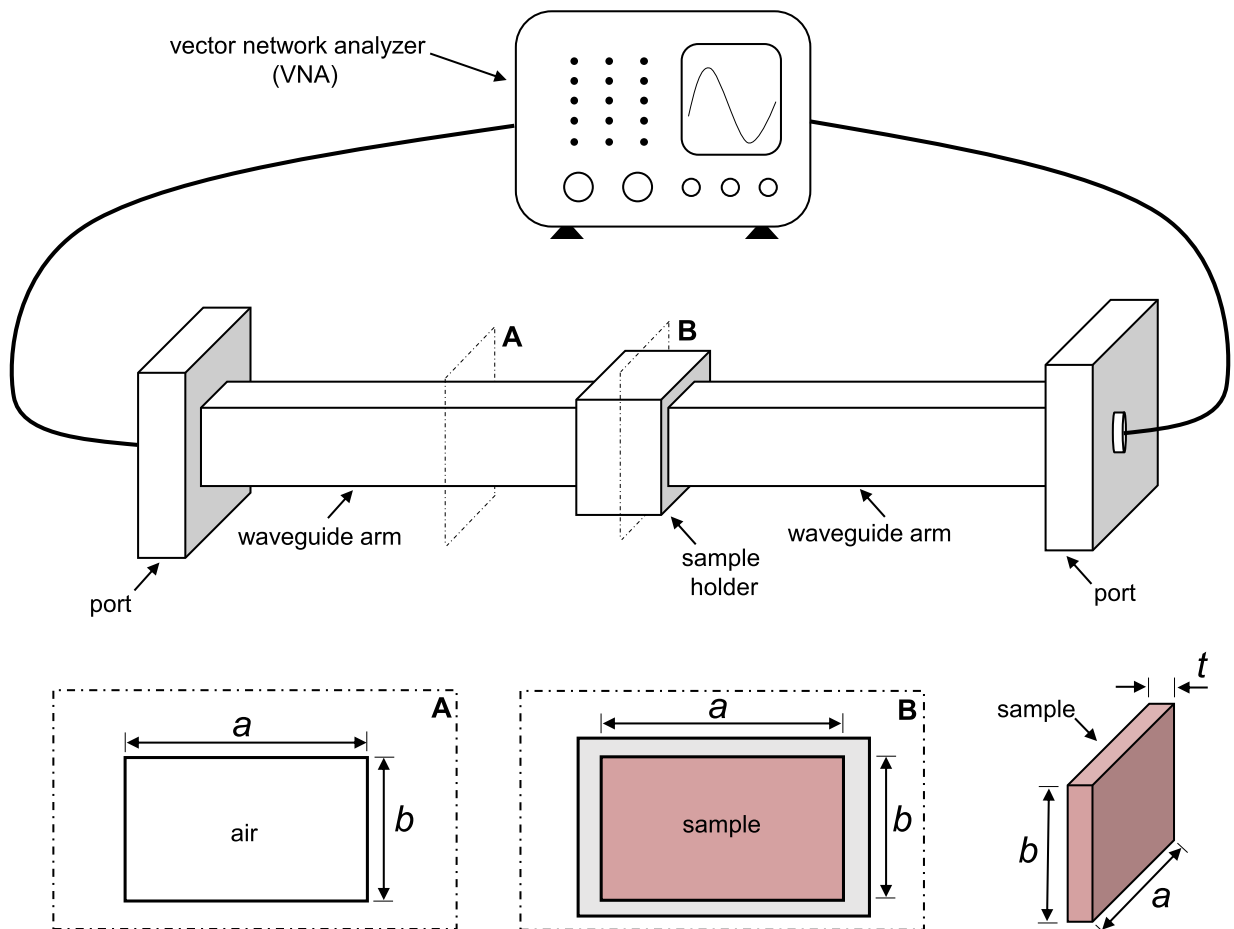 vector network analyzer
(VNA)
A
B
waveguide arm
waveguide arm
sample
holder
port
port
A
a
b
air
B
a
b
sample
t
sample
b
a